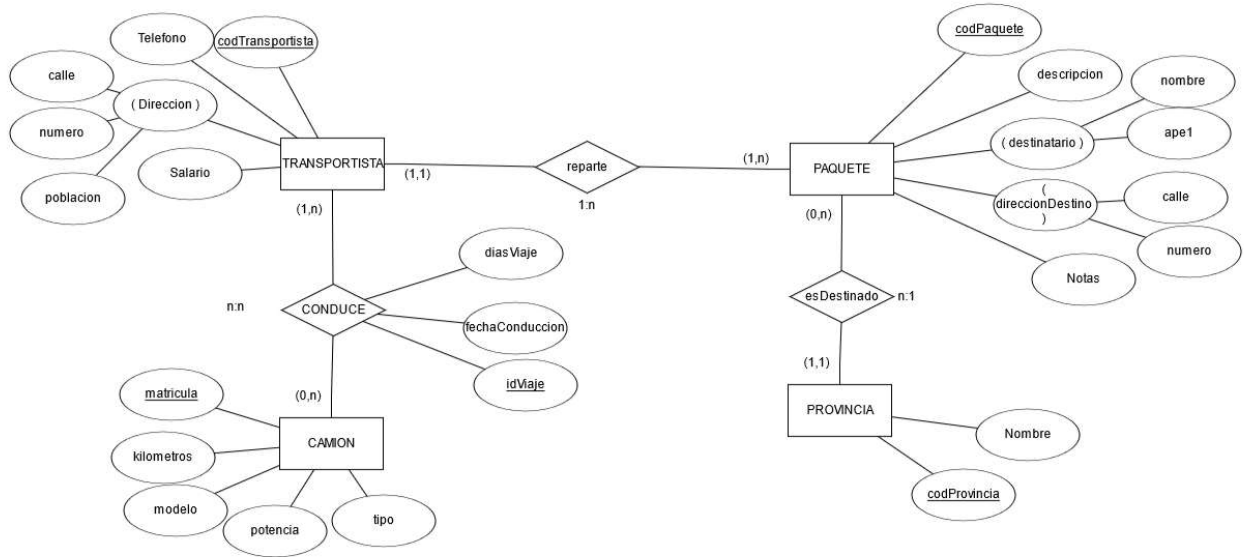 codPaquete
Telefono
codTransportista
calle
descripcion
nombre
( Direccion )
numero
( destinatario )
ape1
TRANSPORTISTA
(1,1)
reparte
1:n
(1,n)
PAQUETE
Salario
poblacion
(
direccionDestino
)
calle
numero
(1,n)
(0,n)
Notas
diasViaje
n:n
CONDUCE
fechaConduccion
idViaje
esDestinado
n:1
(0,n)
(1,1)
matricula
kilometros
CAMION
modelo
potencia
tipo
PROVINCIA
Nombre
codProvincia